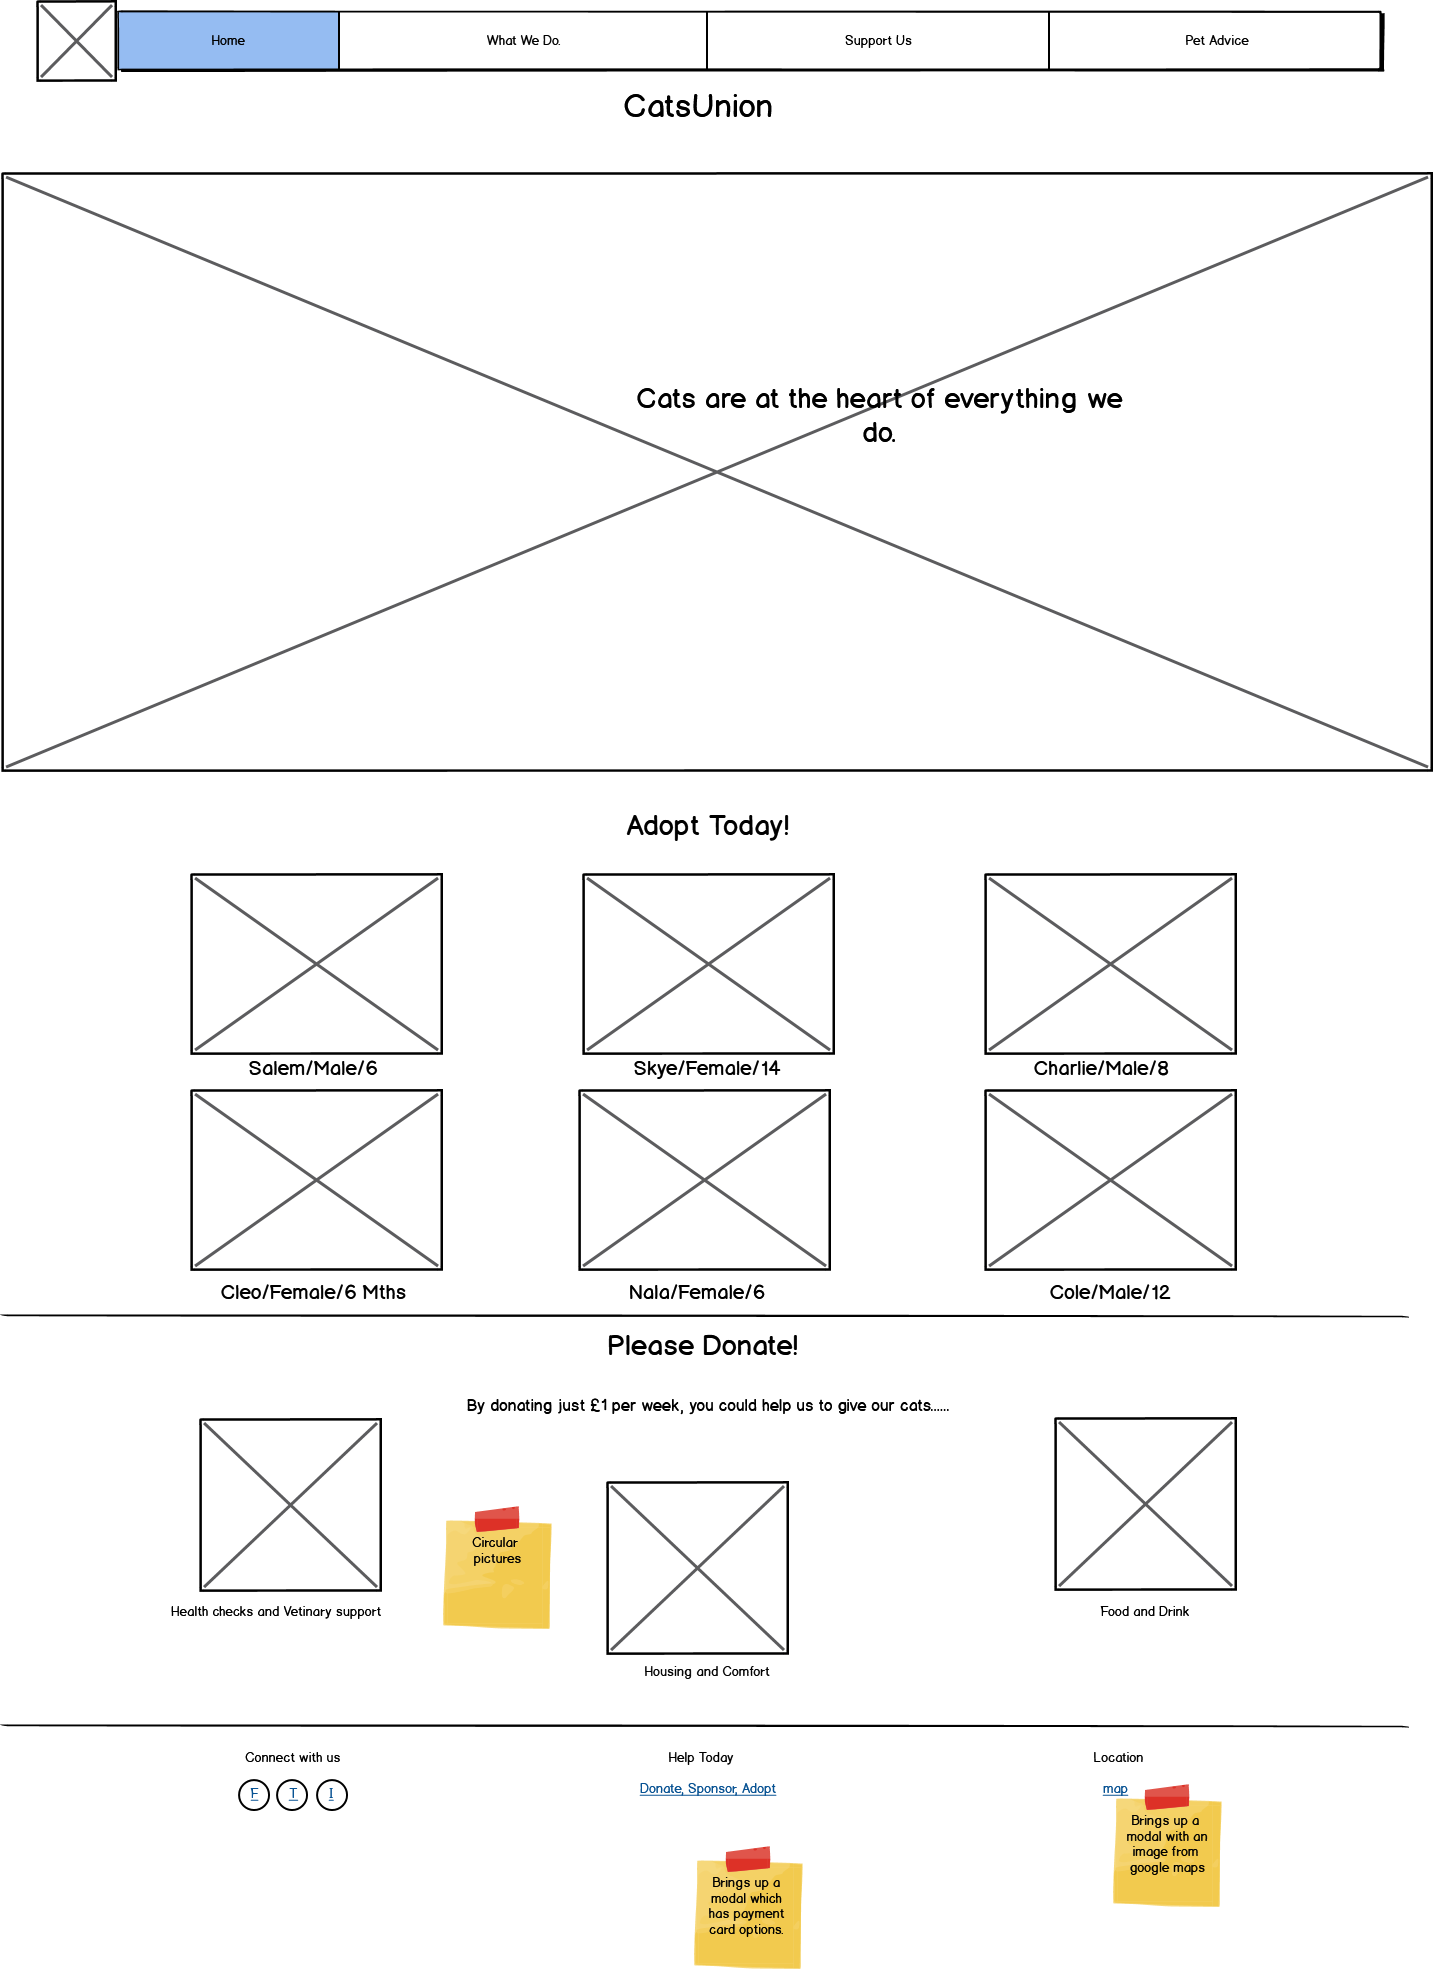 Home
What We Do.
Support Us
Pet Advice
CatsUnion
Cats are at the heart of everything we
do.
Adopt Today!
Salem/Male/6
Skye/Female/14
Charlie/Male/8
Cleo/Female/6 Mths
Nala/Female/6
Cole/Male/12
Please Donate!
By donating just £1 per week, you could help us to give our cats......
Circular
pictures
Health checks and Vetinary support
Housing and Comfort
Food and Drink
Connect with us
F T I
Help Today
Donate, Sponsor, Adopt
Brings up a
modal which
has payment
card options.
Location
map
Brings up a
modal with an
image from
google maps